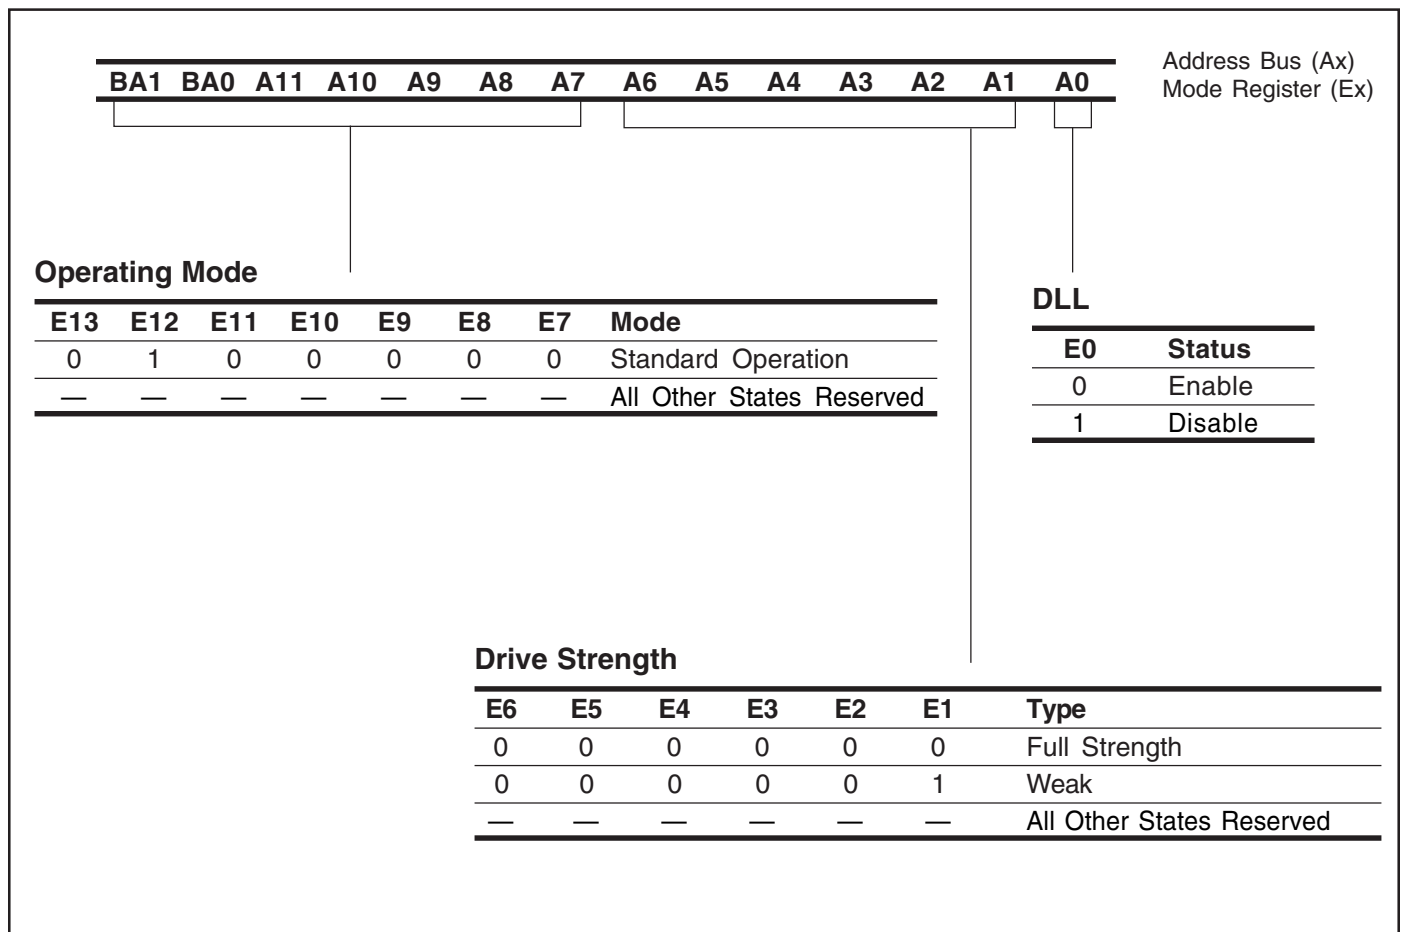 Address Bus (Ax)
Mode Register (Ex)
BA1 BA0 A11 A10 A9 A8 A7 A6 A5 A4 A3 A2 A1 A0
Operating Mode
E13 E12 E11 E10 E9 E8 E7 Mode
0 1 0 0 0 0 0 Standard Operation
— — — — — — — All Other States Reserved
DLL
E0 Status
0 Enable
1 Disable
Drive Strength
E6 E5 E4 E3 E2 E1 Type
0 0 0 0 0 0 Full Strength
0 0 0 0 0 1 Weak
— — — — — — All Other States Reserved